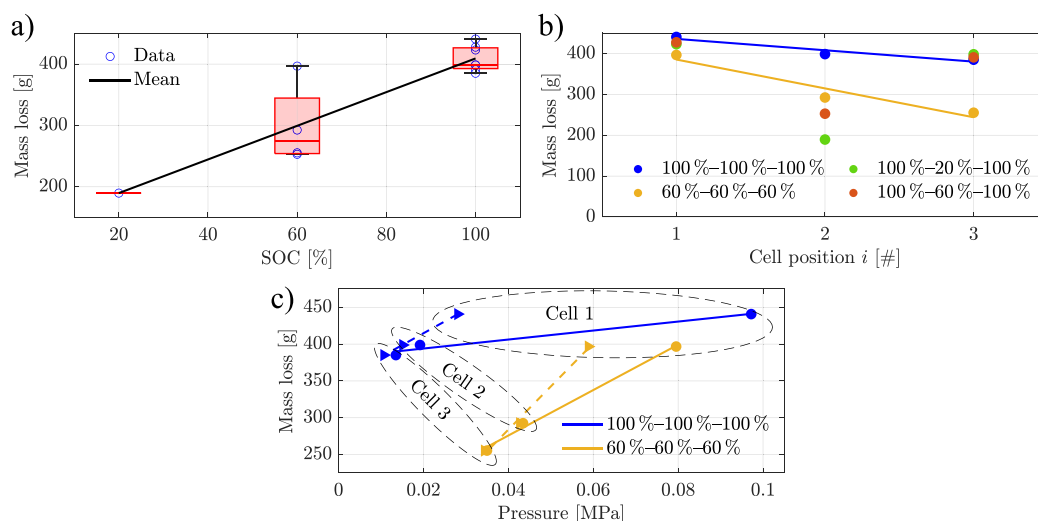 a)
Mass loss [g]
400
300
200
Data
Mean
20
40
60
80
100
SOC [%]
b)
Mass loss [g]
400
300
200
400
0
100 %–100 %–100 %
60 %–60 %–60 %
100 %–20 %–100 %
100 %–60 %–100 %
1
2
3
Cell position i [#]
c)
Mass loss [g]
450
400
350
300
250
Cell 1
Cell 2
Cell 3
100 %–100 %–100 %
60 %–60 %–60 %
0
0.02
0.04
0.06
0.08
0.1
Pressure [MPa]